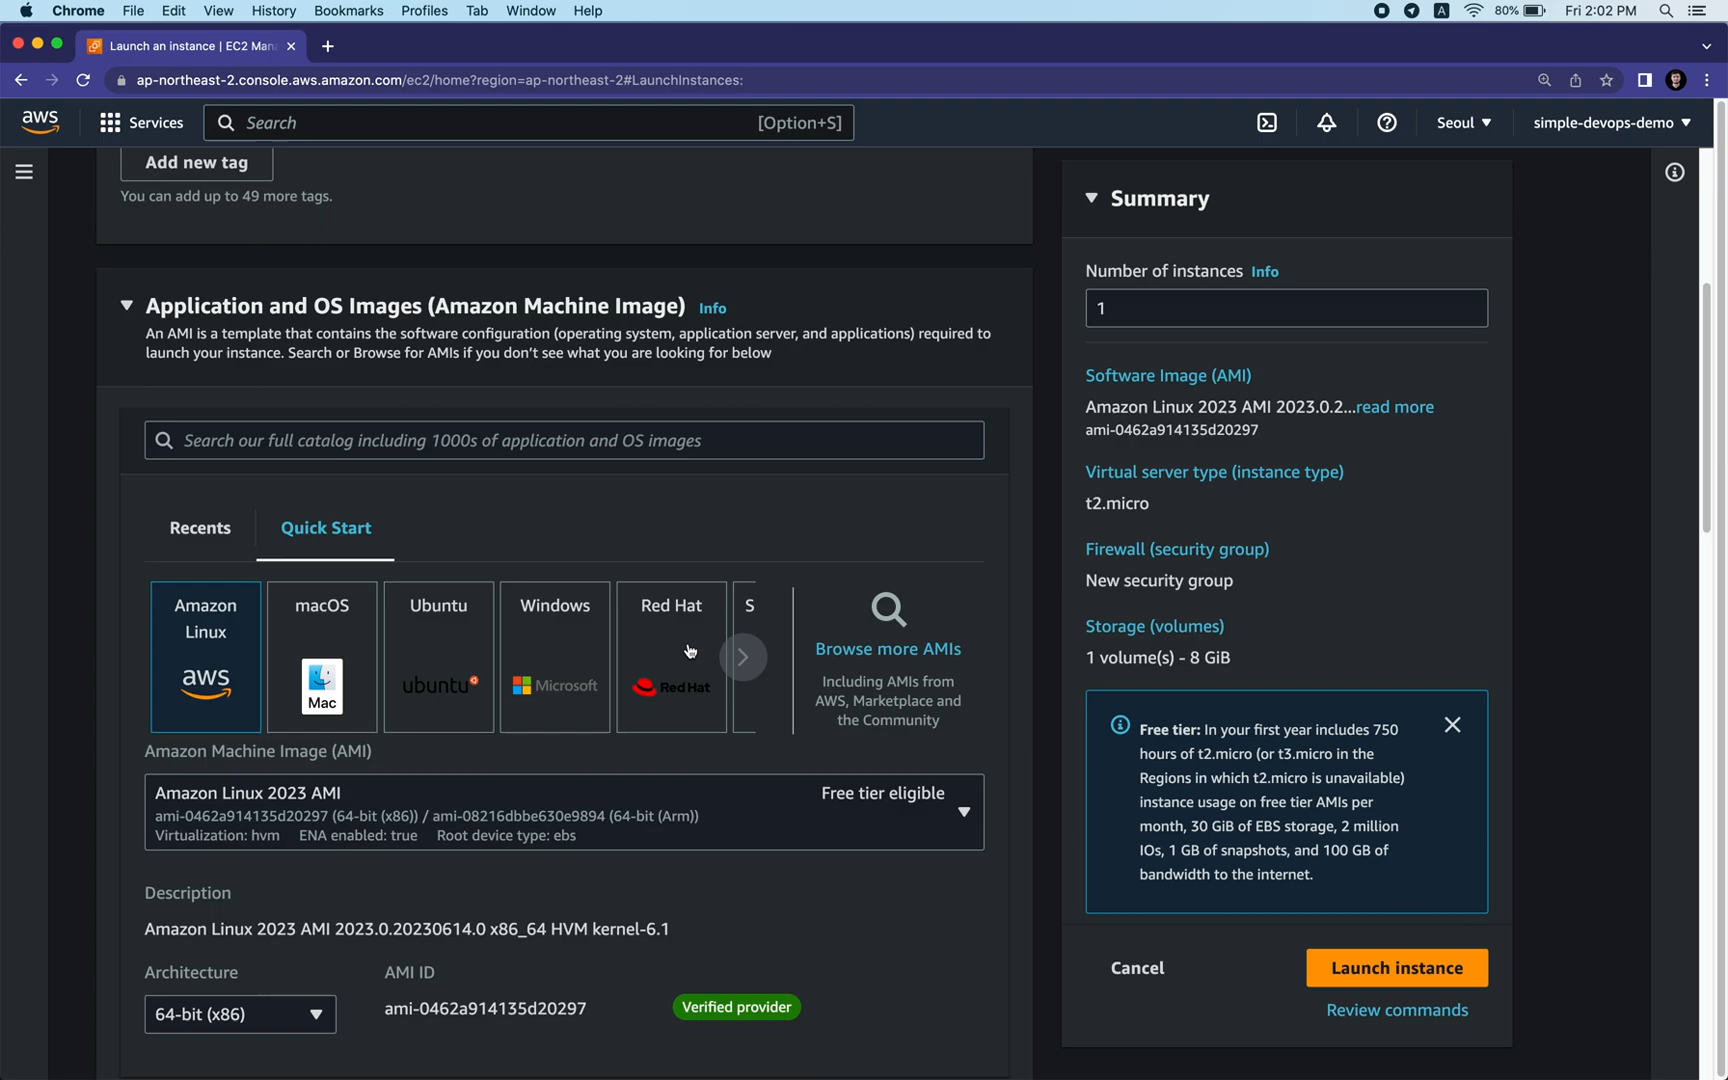 Chrome File Edit View History Bookmarks Profiles Tab Window Help
A 80% Fri 2:02 PM
Launch an instance | EC2 Man
ap-northeast-2.console.aws.amazon.com/ec2/home?region=ap-northeast-2#LaunchInstances:
aws Services Search [Option+S] Seoul simple-devops-demo
Add new tag
You can add up to 49 more tags.
Application and OS Images (Amazon Machine Image) Info
An AMI is a template that contains the software configuration (operating system, application server, and applications) required to
launch your instance. Search or Browse for AMIs if you don’t see what you are looking for below
Search our full catalog including 1000s of application and OS images
Recents Quick Start
Amazon
Linux
aws
macOS
Mac
Ubuntu
ubuntu
Windows
Microsoft
Red Hat
Red Hat
S
Browse more AMIs
Including AMIs from
AWS, Marketplace and
the Community
Amazon Machine Image (AMI)
Amazon Linux 2023 AMI Free tier eligible
ami-0462a914135d20297 (64-bit (x86)) / ami-08216dbbe630e9894 (64-bit (Arm))
Virtualization: hvm ENA enabled: true Root device type: ebs
Description
Amazon Linux 2023 AMI 2023.0.20230614.0 x86_64 HVM kernel-6.1
Architecture AMI ID
64-bit (x86) ami-0462a914135d20297 Verified provider
Summary
Number of instances Info
1
Software Image (AMI)
Amazon Linux 2023 AMI 2023.0.2...read more
ami-0462a914135d20297
Virtual server type (instance type)
t2.micro
Firewall (security group)
New security group
Storage (volumes)
1 volume(s) - 8 GiB
Free tier: In your first year includes 750
hours of t2.micro (or t3.micro in the
Regions in which t2.micro is unavailable)
instance usage on free tier AMIs per
month, 30 GiB of EBS storage, 2 million
IOs, 1 GB of snapshots, and 100 GB of
bandwidth to the internet.
Cancel Launch instance
Review commands